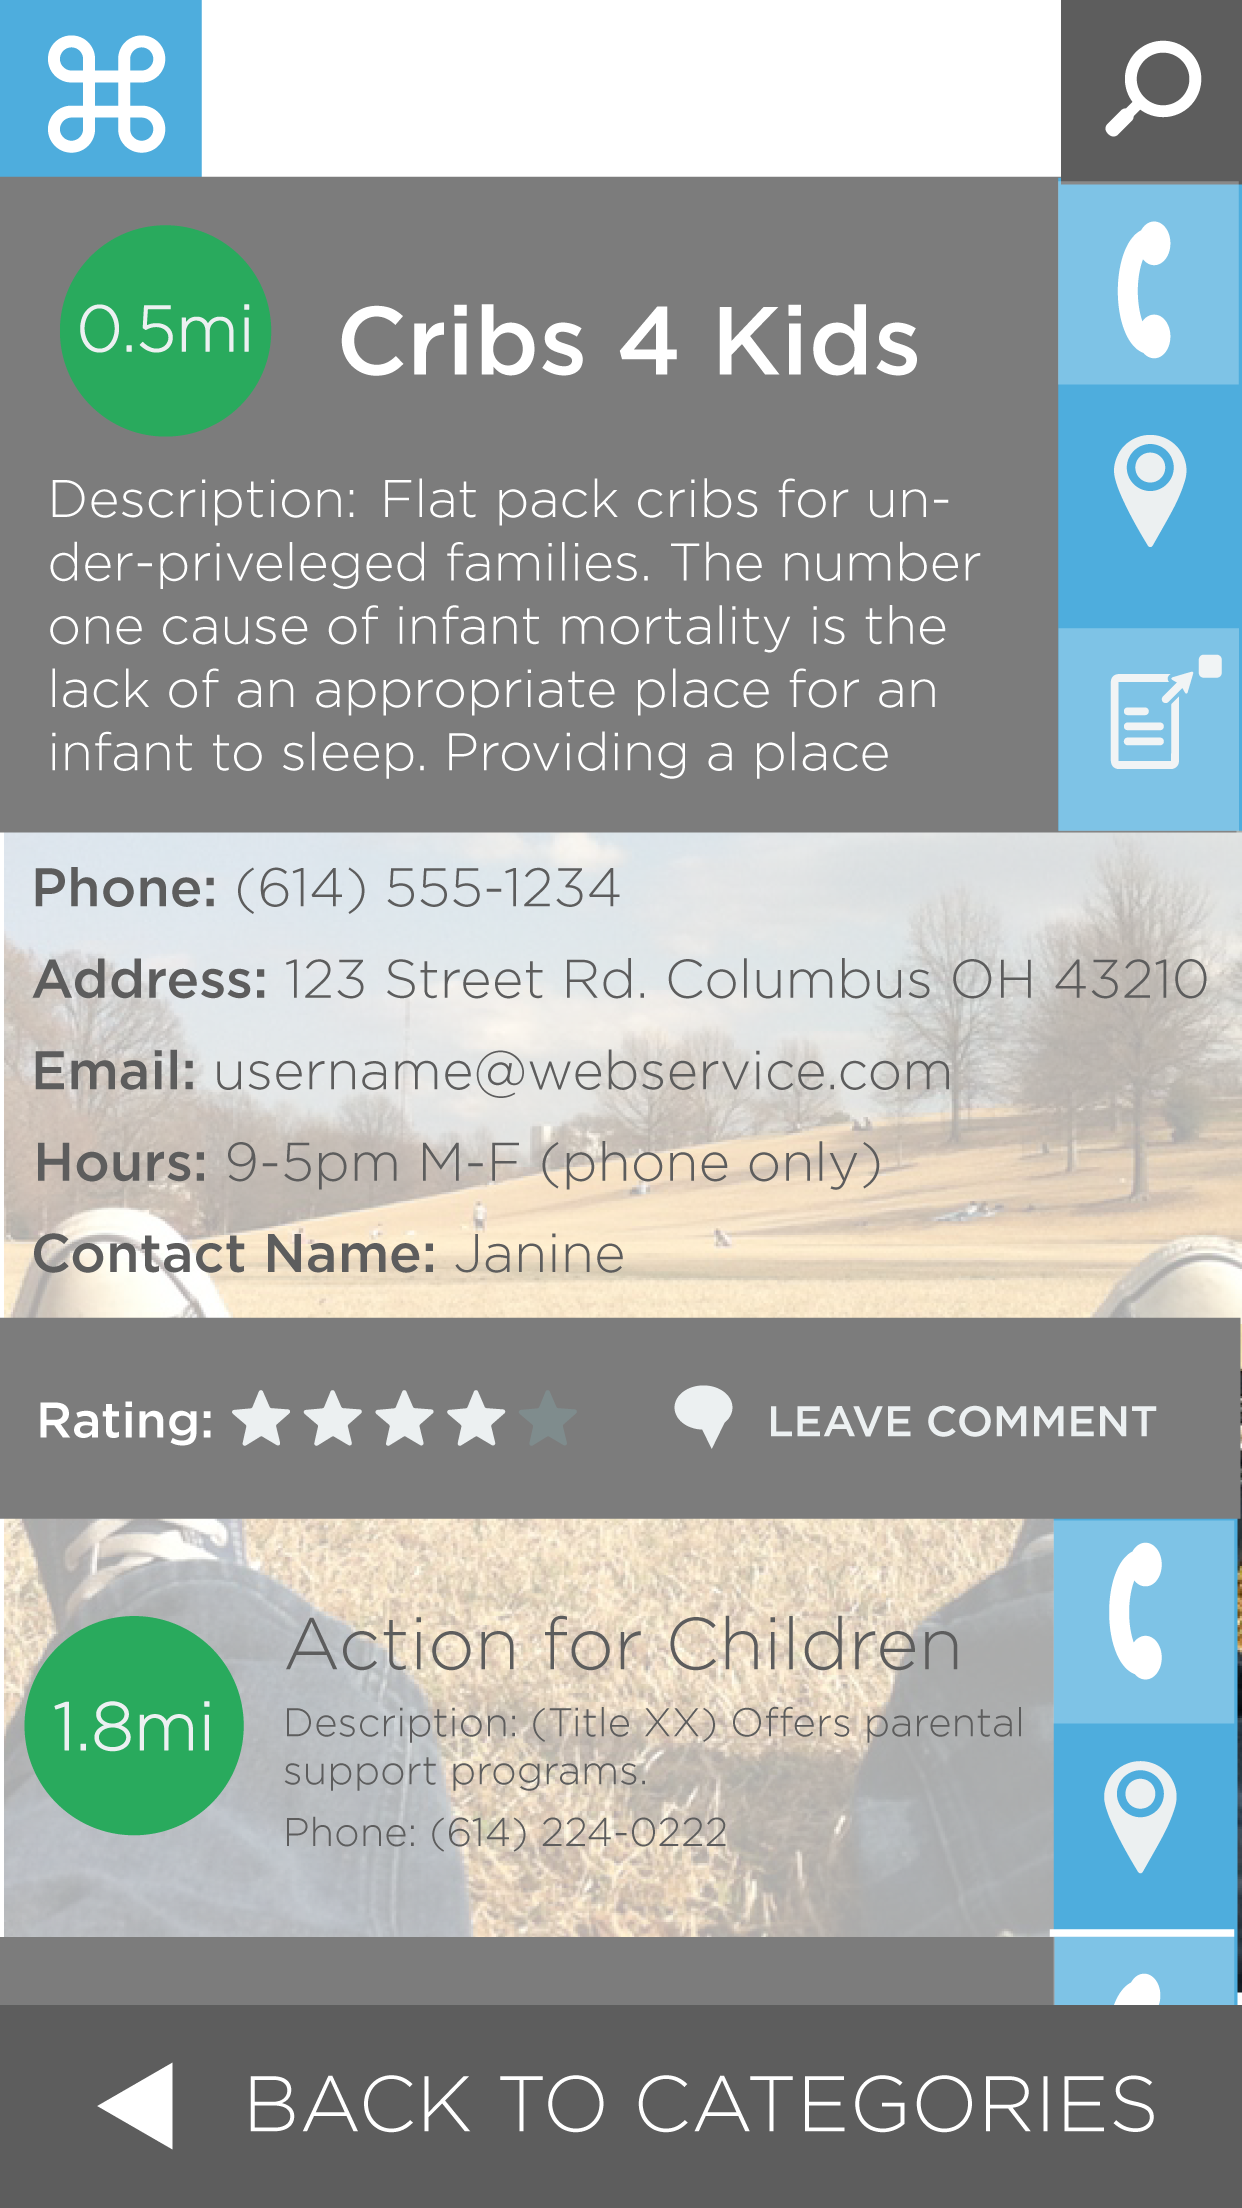 0.5mi
Cribs 4 Kids
Description: Flat pack cribs for un-
der-priveleged families. The number
one cause of infant mortality is the
lack of an appropriate place for an
infant to sleep. Providing a place
Phone: (614) 555-1234
Address: 123 Street Rd. Columbus OH 43210
Email: username@webservice.com
Hours: 9-5pm M-F (phone only)
Contact Name: Janine
Rating:
LEAVE COMMENT
1.8mi
Action for Children
Description: (Title XX) Offers parental
support programs.
Phone: (614) 224-0222
BACK TO CATEGORIES